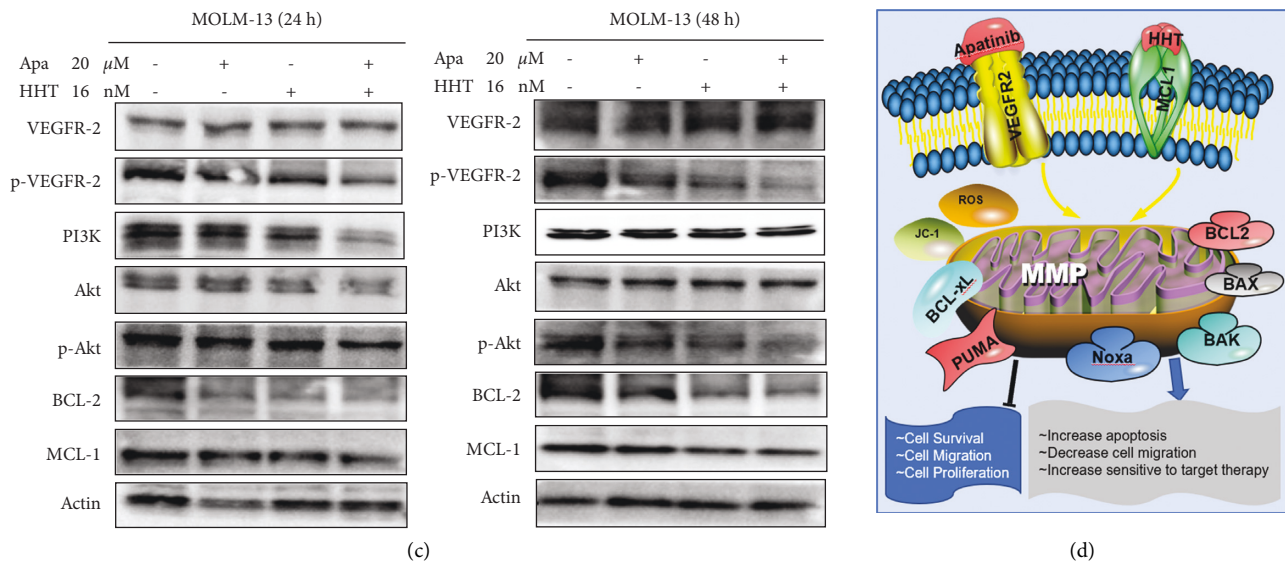 MOLM-13 (24 h)
Apa 20 µM - + - +
HHT 16 nM - - + +
VEGFR-2
p-VEGFR-2
PI3K
Akt
p-Akt
BCL-2
MCL-1
Actin
MOLM-13 (48 h)
Apa 20 µM - + - +
HHT 16 nM - - + +
VEGFR-2
p-VEGFR-2
PI3K
Akt
p-Akt
BCL-2
MCL-1
Actin
(c)
Apatinib
VEGFR2
HHT
MCL-1
ROS
JC-1
BCL-xL
PUMA
MMP
Noxa
BCL2
BAX
BAK
~Cell Survival
~Cell Migration
~Cell Proliferation
~Increase apoptosis
~Decrease cell migration
~Increase sensitive to target therapy
(d)